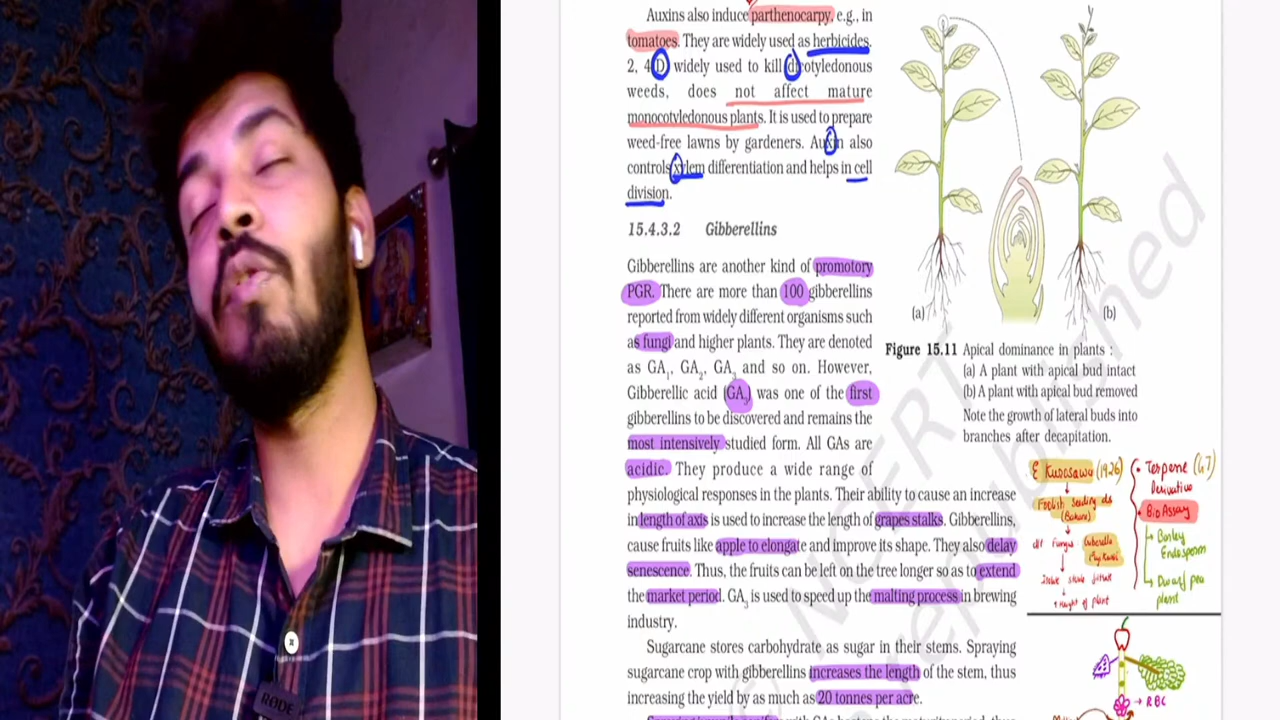 Auxins also induce parthenocarpy, e.g., in
tomatoes. They are widely used as herbicides.
2, 4 D, widely used to kill dicotyledonous
weeds, does not affect mature
monocotyledonous plants. It is used to prepare
weed-free lawns by gardeners. Auxin also
controls xylem differentiation and helps in cell
division.
15.4.3.2 Gibberellins
Gibberellins are another kind of promotory
PGR. There are more than 100 gibberellins
reported from widely different organisms such
as fungi and higher plants. They are denoted
as GA₁, GA₂, GA₃ and so on. However,
Gibberellic acid (GA₃) was one of the first
gibberellins to be discovered and remains the
most intensively studied form. All GAs are
acidic. They produce a wide range of
physiological responses in the plants. Their ability to cause an increase
in length of axis is used to increase the length of grapes stalks. Gibberellins,
cause fruits like apple to elongate and improve its shape. They also delay
senescence. Thus, the fruits can be left on the tree longer so as to extend
the market period. GA₃ is used to speed up the malting process in brewing
industry.
Sugarcane stores carbohydrate as sugar in their stems. Spraying
sugarcane crop with gibberellins increases the length of the stem, thus
increasing the yield by as much as 20 tonnes per acre.
(a)
(b)
Figure 15.11 Apical dominance in plants :
(a) A plant with apical bud intact
(b) A plant with apical bud removed
Note the growth of lateral buds into
branches after decapitation.
E Kurosawa (1926)
(Bakane)
Fungus
Height of plant
Terpene
Derivative
Bio Assay
Barley
Endosperm
Dwarf pea
plant
RBC
© NCERT
republished
RØDE